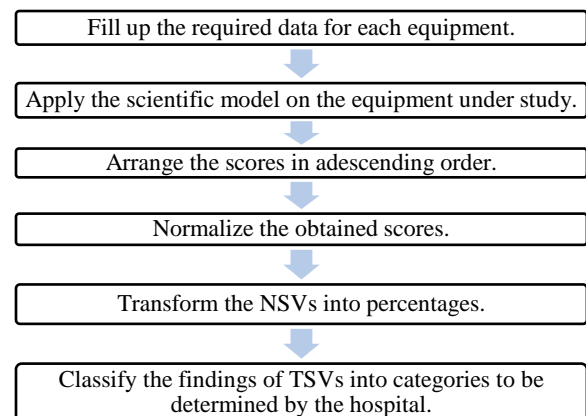 Fill up the required data for each equipment.
Apply the scientific model on the equipment under study.
Arrange the scores in adescending order.
Normalize the obtained scores.
Transform the NSVs into percentages.
Classify the findings of TSVs into categories to be
determined by the hospital.